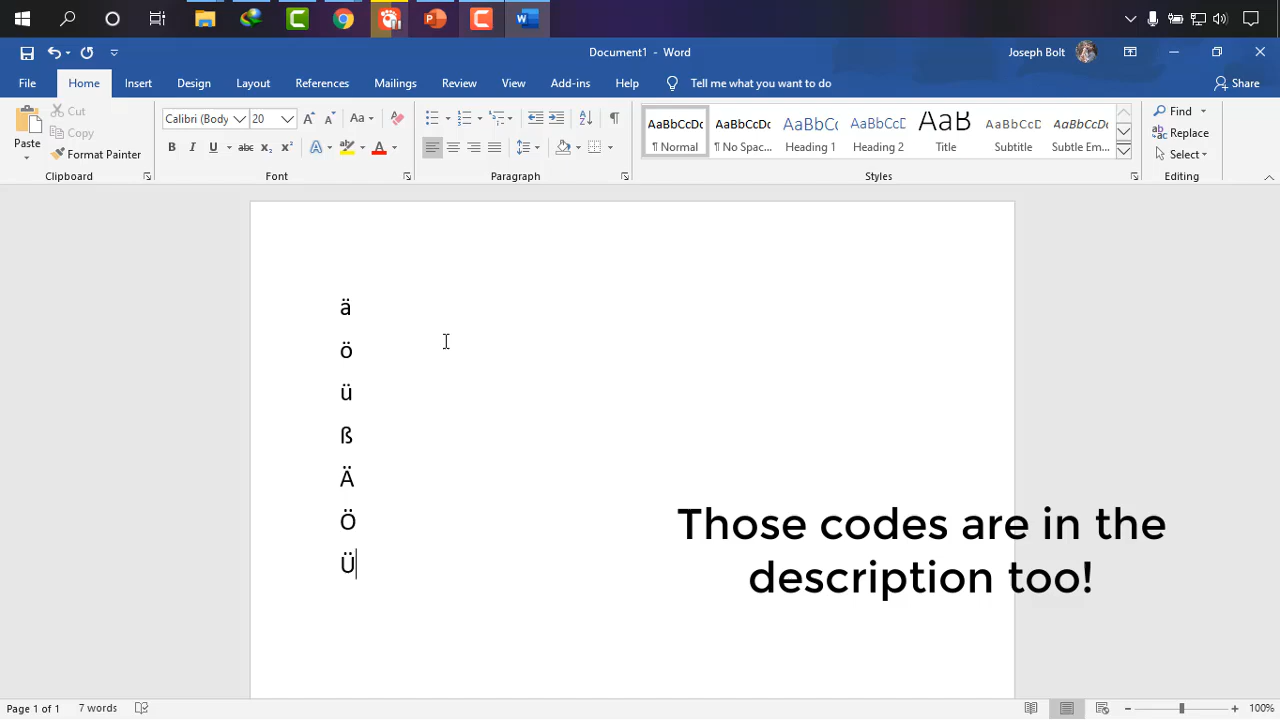 Document1 - Word
Joseph Bolt
File Home Insert Design Layout References Mailings Review View Add-ins Help Tell me what you want to do Share
Paste
Cut
Copy
Format Painter
Clipboard
Calibri (Body 20
Font
Paragraph
AaBbCcDc AaBbCcDc AaBbCc AaBbCcD AaB AaBbCcD AaBbCcDc
¶ Normal ¶ No Spac... Heading 1 Heading 2 Title Subtitle Subtle Em...
Styles
Find
Replace
Select
Editing
ä
ö
ü
ß
Ä
Ö
Ü
Those codes are in the
description too!
Page 1 of 1 7 words 100%